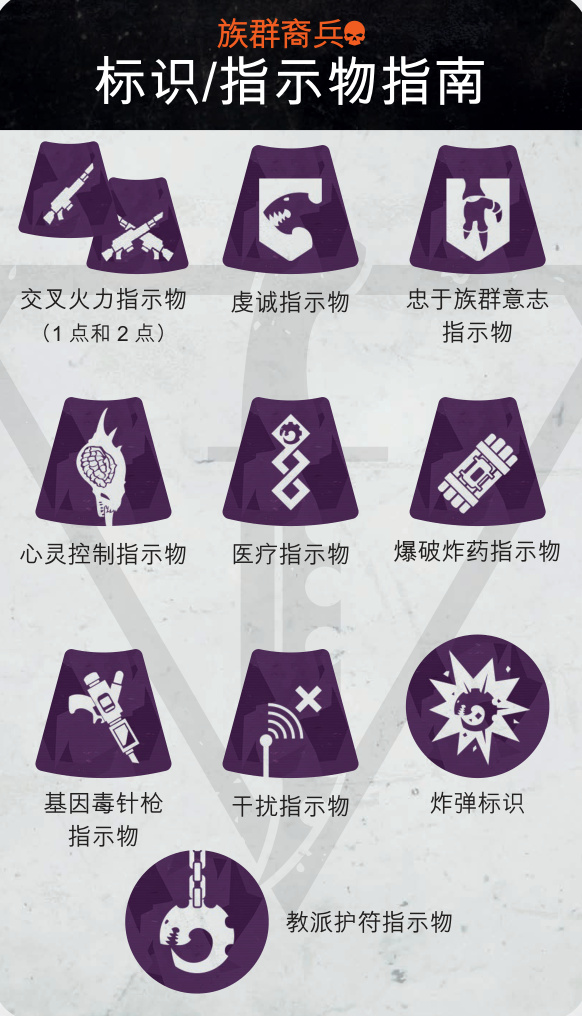 族群裔兵
标识/指示物指南
交叉火力指示物
（1 点和 2 点）
虔诚指示物
忠于族群意志
指示物
心灵控制指示物
医疗指示物
爆破炸药指示物
基因毒针枪
指示物
干扰指示物
炸弹标识
教派护符指示物